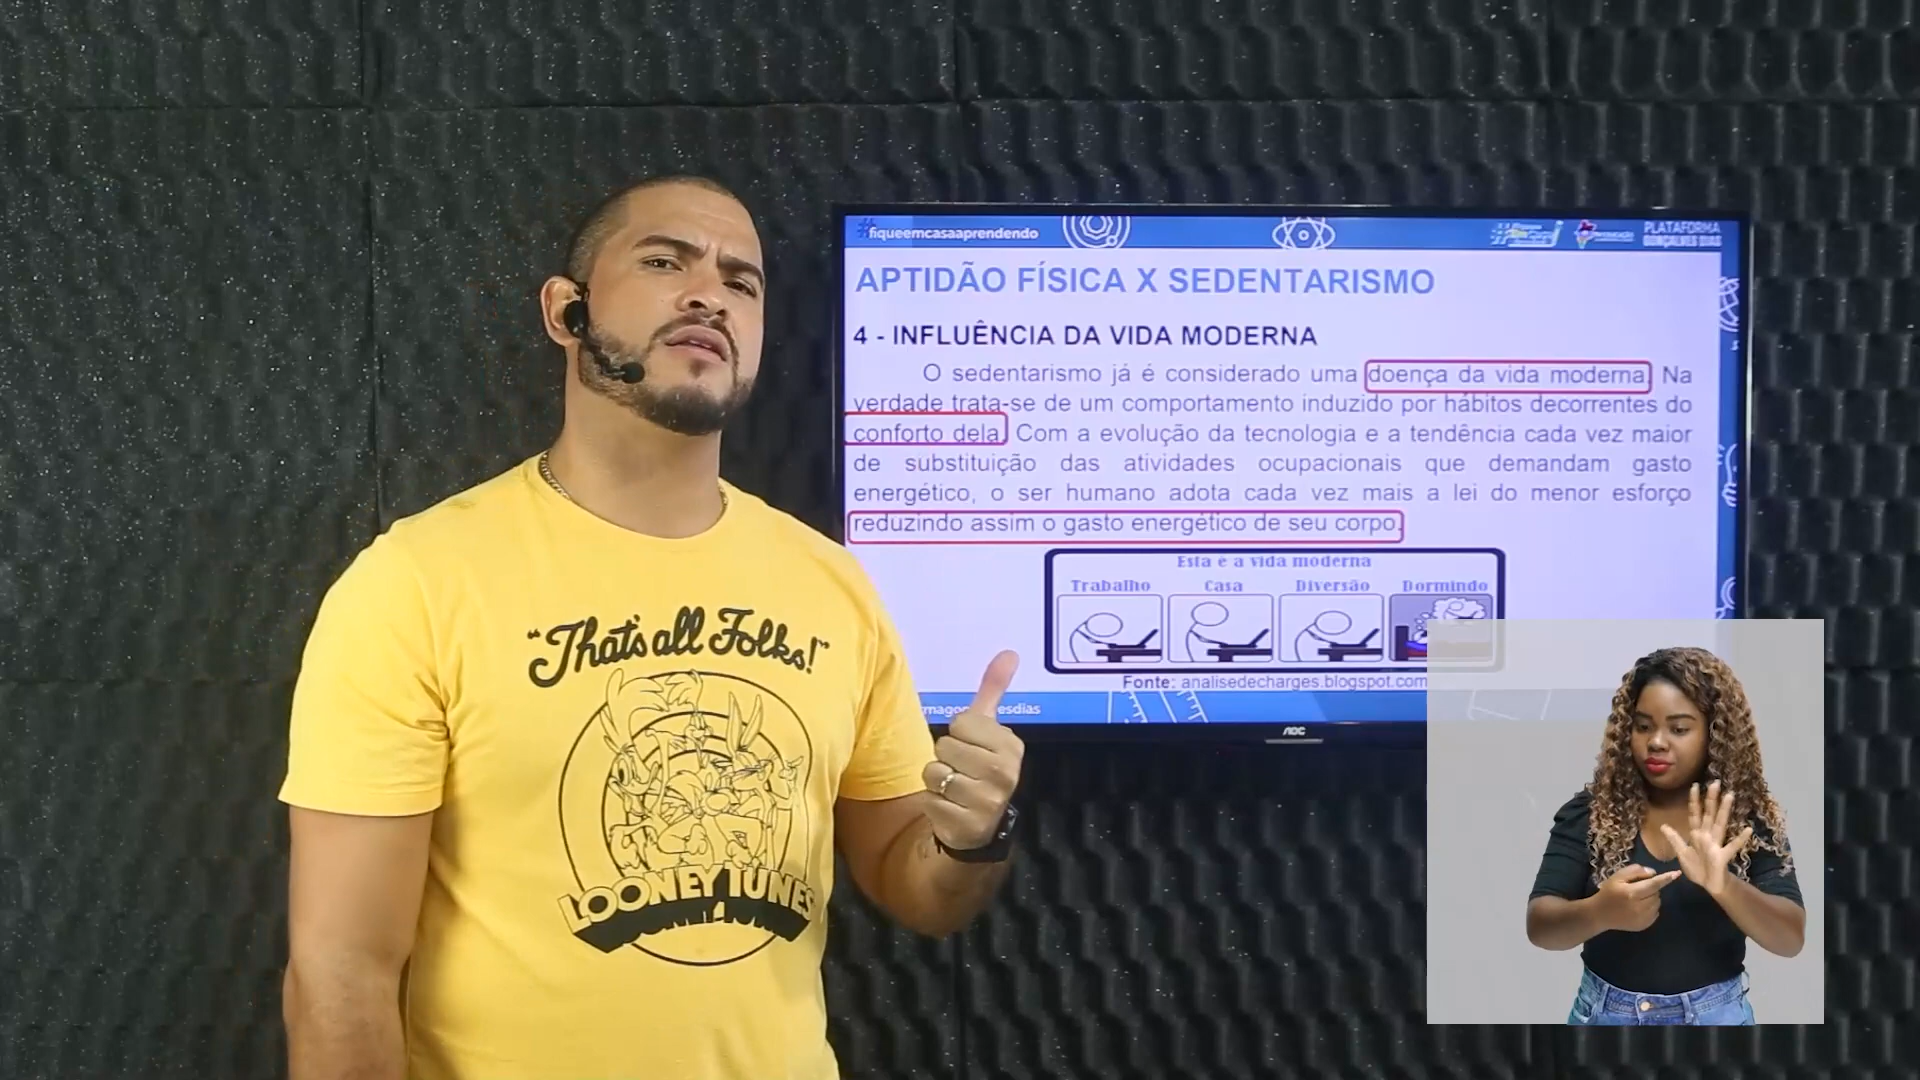 #fiqueemcasaaprendendo
PLATAFORMA
GONÇALVES DIAS
APTIDÃO FÍSICA X SEDENTARISMO
4 - INFLUÊNCIA DA VIDA MODERNA
O sedentarismo já é considerado uma doença da vida moderna. Na
verdade trata-se de um comportamento induzido por hábitos decorrentes do
conforto dela. Com a evolução da tecnologia e a tendência cada vez maior
de substituição das atividades ocupacionais que demandam gasto
energético, o ser humano adota cada vez mais a lei do menor esforço
reduzindo assim o gasto energético de seu corpo.
Esta é a vida moderna
Trabalho Casa Diversão Dormindo
Fonte: analisedecharges.blogspot.com
AOC
"That's all Folks!"
LOONEY TUNES